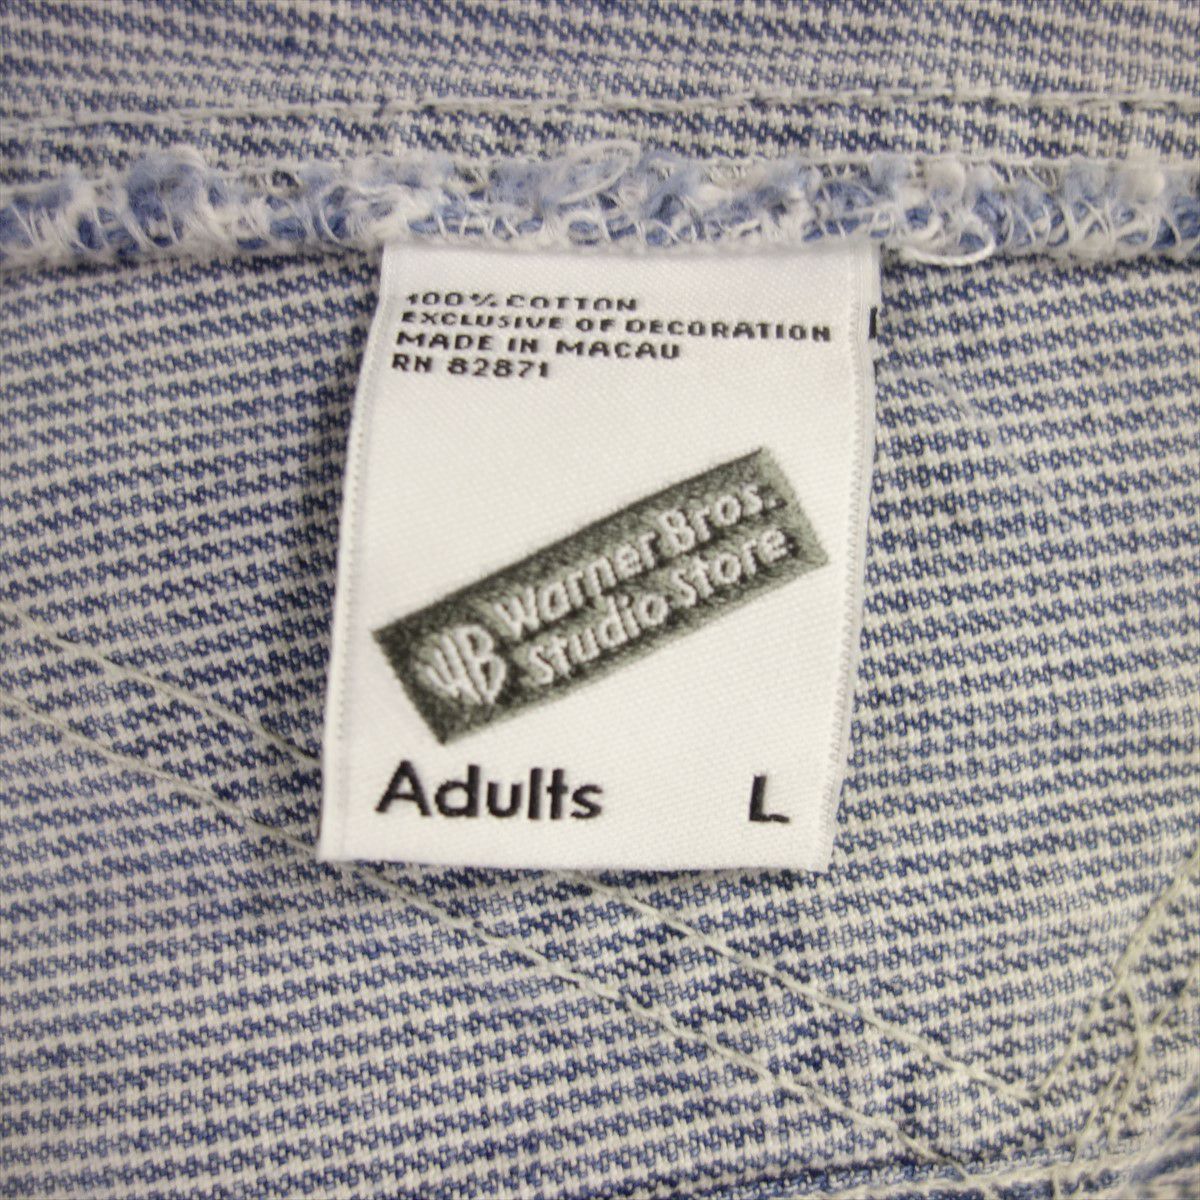 100% COTTON
EXCLUSIVE OF DECORATION
MADE IN MACAU
RN 82871
WB Warner Bros.
Studio Store
Adults L